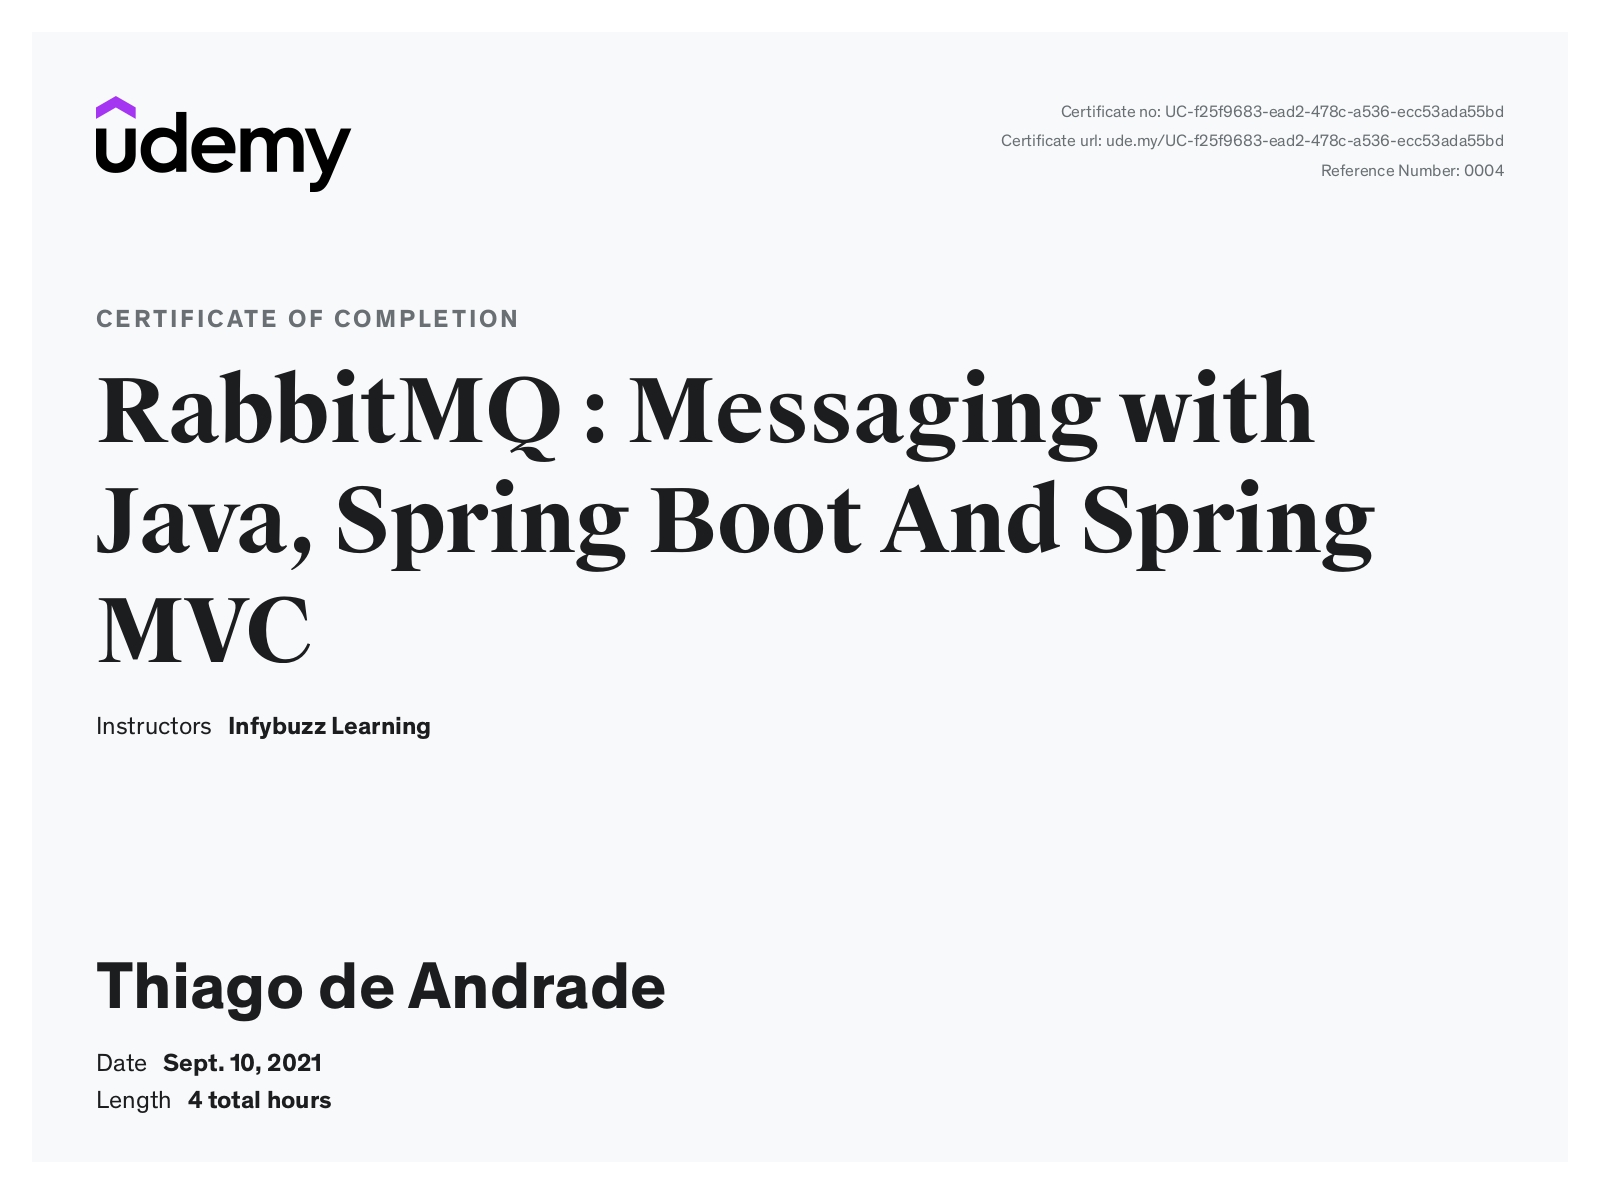 udemy
Certificate no: UC-f25f9683-ead2-478c-a536-ecc53ada55bd
Certificate url: ude.my/UC-f25f9683-ead2-478c-a536-ecc53ada55bd
Reference Number: 0004
CERTIFICATE OF COMPLETION
RabbitMQ : Messaging with
Java, Spring Boot And Spring
MVC
Instructors Infybuzz Learning
Thiago de Andrade
Date Sept. 10, 2021
Length 4 total hours